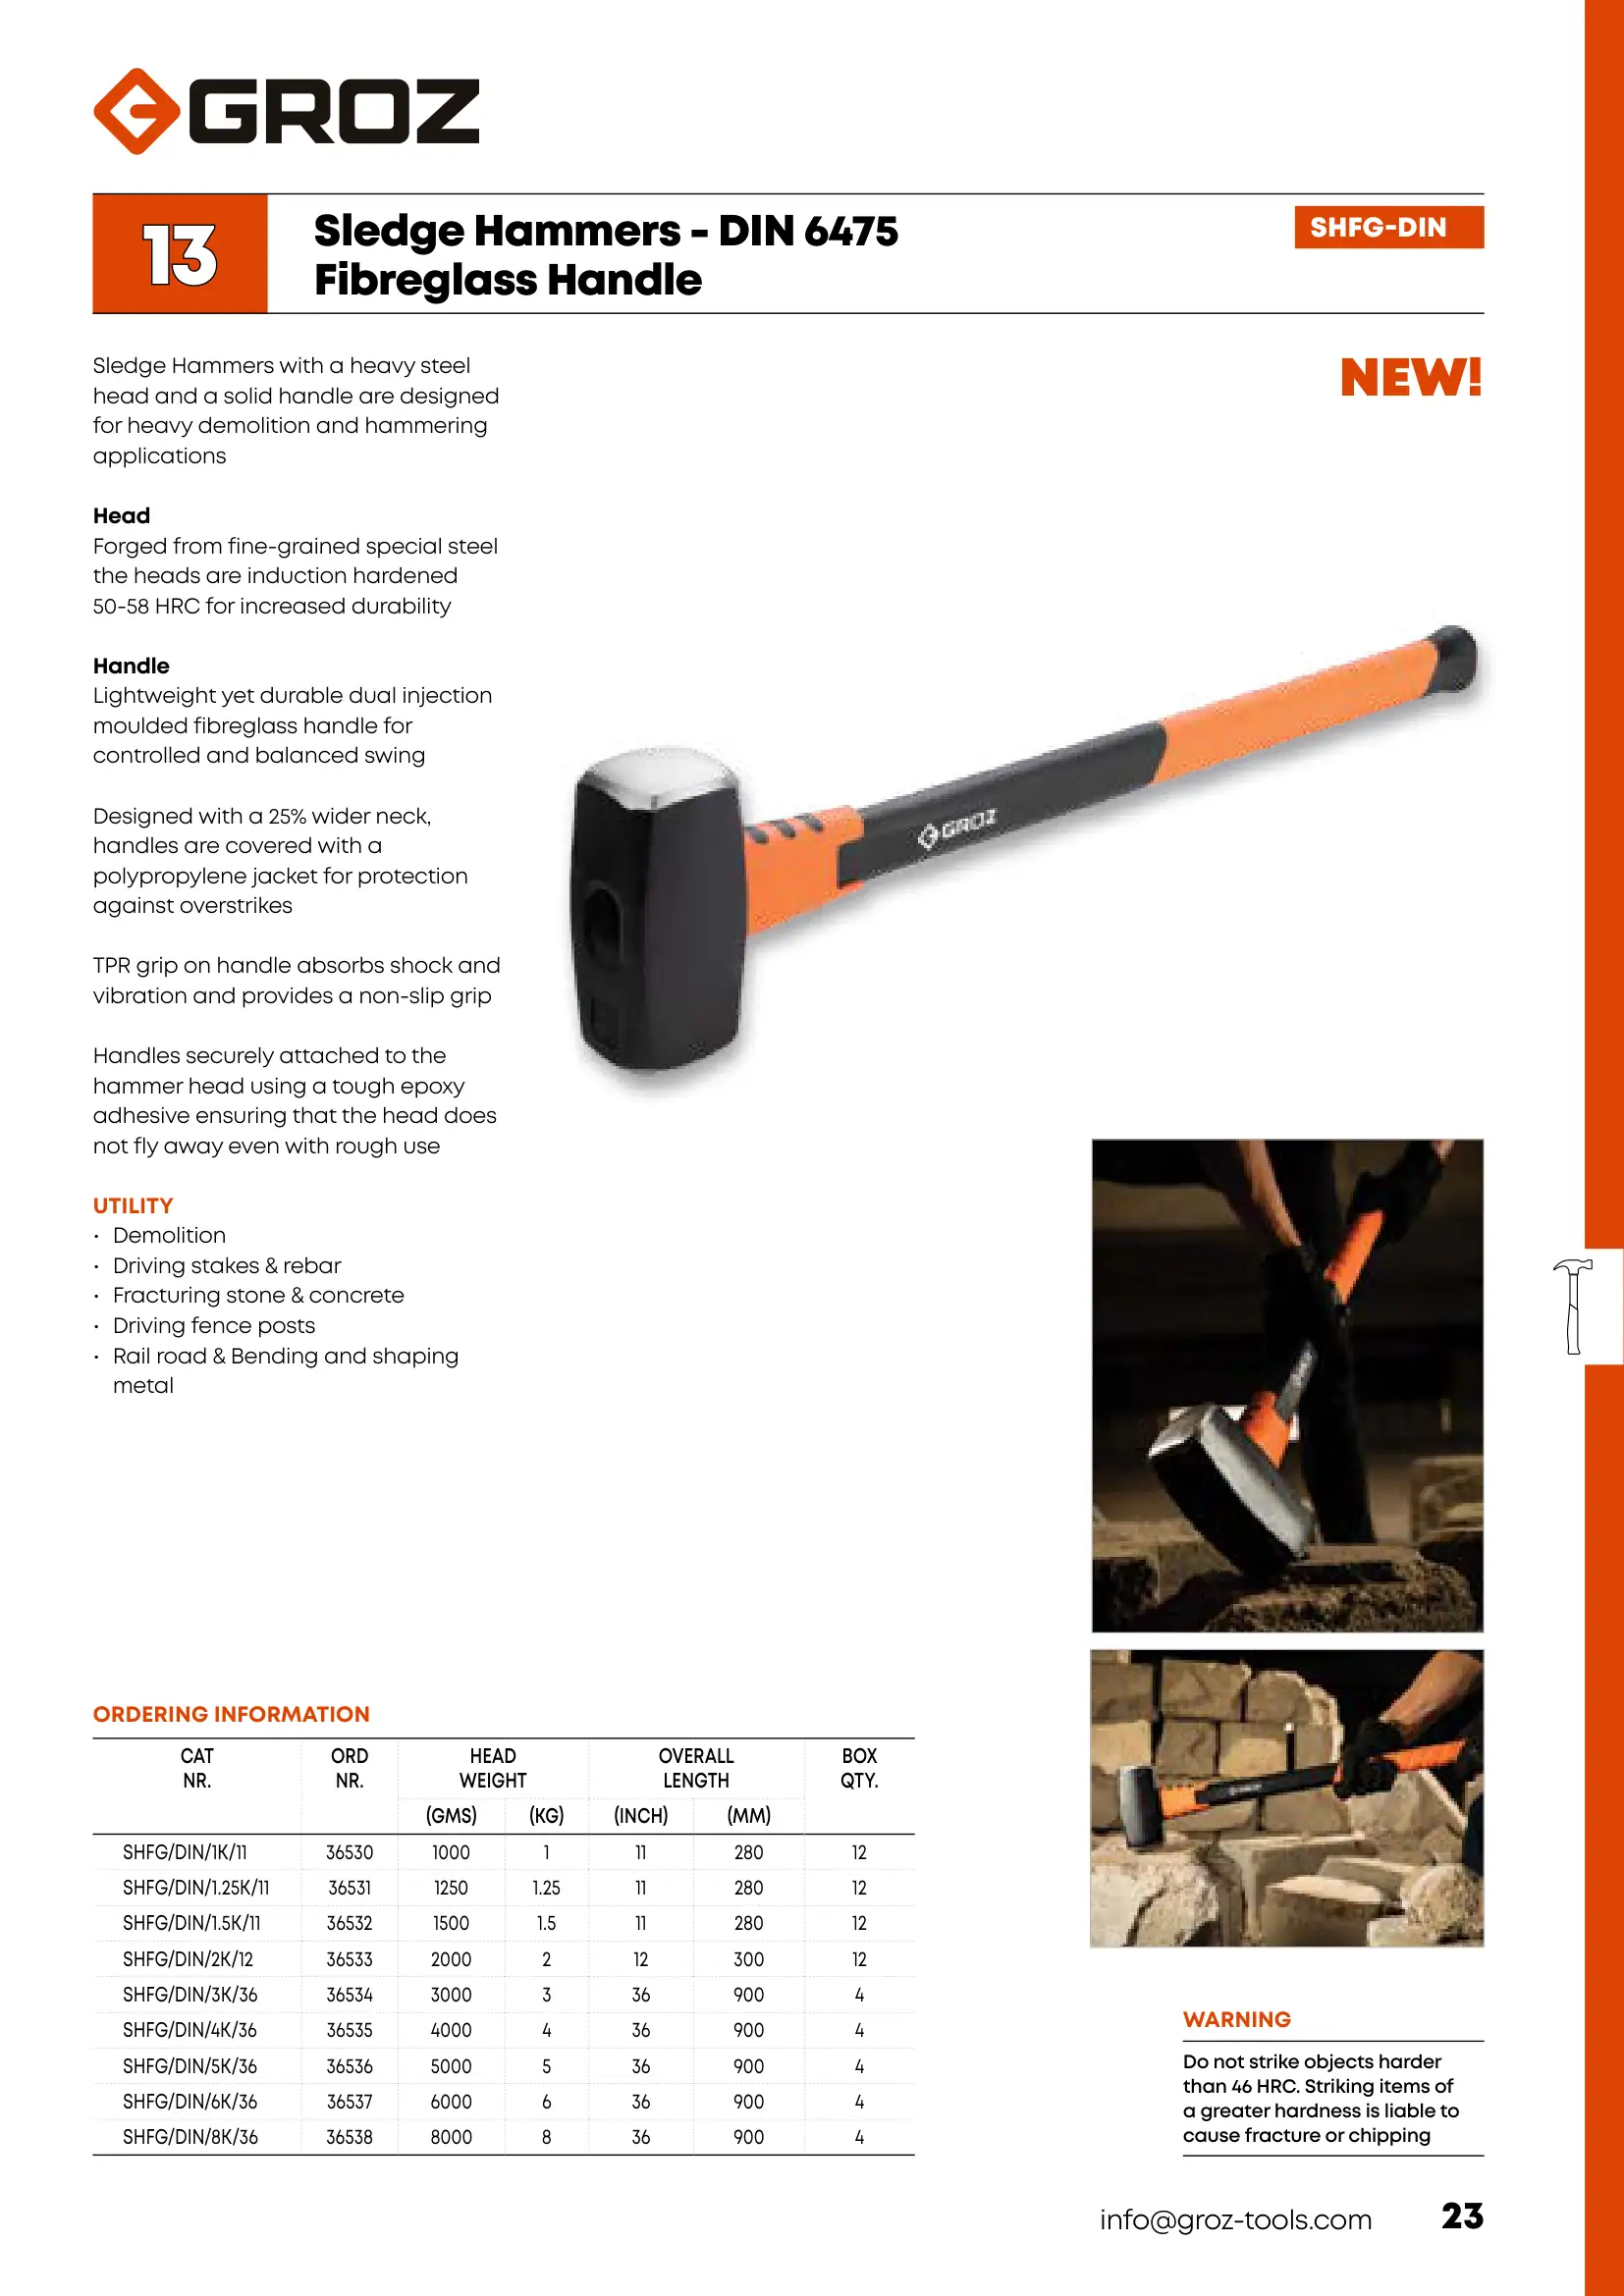 GROZ
13
Sledge Hammers - DIN 6475
Fibreglass Handle
SHFG-DIN
NEW!
Sledge Hammers with a heavy steel
head and a solid handle are designed
for heavy demolition and hammering
applications
Head
Forged from fine-grained special steel
the heads are induction hardened
50-58 HRC for increased durability
Handle
Lightweight yet durable dual injection
moulded fibreglass handle for
controlled and balanced swing
Designed with a 25% wider neck,
handles are covered with a
polypropylene jacket for protection
against overstrikes
TPR grip on handle absorbs shock and
vibration and provides a non-slip grip
Handles securely attached to the
hammer head using a tough epoxy
adhesive ensuring that the head does
not fly away even with rough use
GROZ
UTILITY
· Demolition
· Driving stakes & rebar
· Fracturing stone & concrete
· Driving fence posts
· Rail road & Bending and shaping
metal
ORDERING INFORMATION
CAT NR. ORD NR. HEAD WEIGHT OVERALL LENGTH BOX QTY.
(GMS) (KG) (INCH) (MM)
SHFG/DIN/1K/11 36530 1000 1 11 280 12
SHFG/DIN/1.25K/11 36531 1250 1.25 11 280 12
SHFG/DIN/1.5K/11 36532 1500 1.5 11 280 12
SHFG/DIN/2K/12 36533 2000 2 12 300 12
SHFG/DIN/3K/36 36534 3000 3 36 900 4
SHFG/DIN/4K/36 36535 4000 4 36 900 4
SHFG/DIN/5K/36 36536 5000 5 36 900 4
SHFG/DIN/6K/36 36537 6000 6 36 900 4
SHFG/DIN/8K/36 36538 8000 8 36 900 4
WARNING
Do not strike objects harder
than 46 HRC. Striking items of
a greater hardness is liable to
cause fracture or chipping
info@groz-tools.com
23